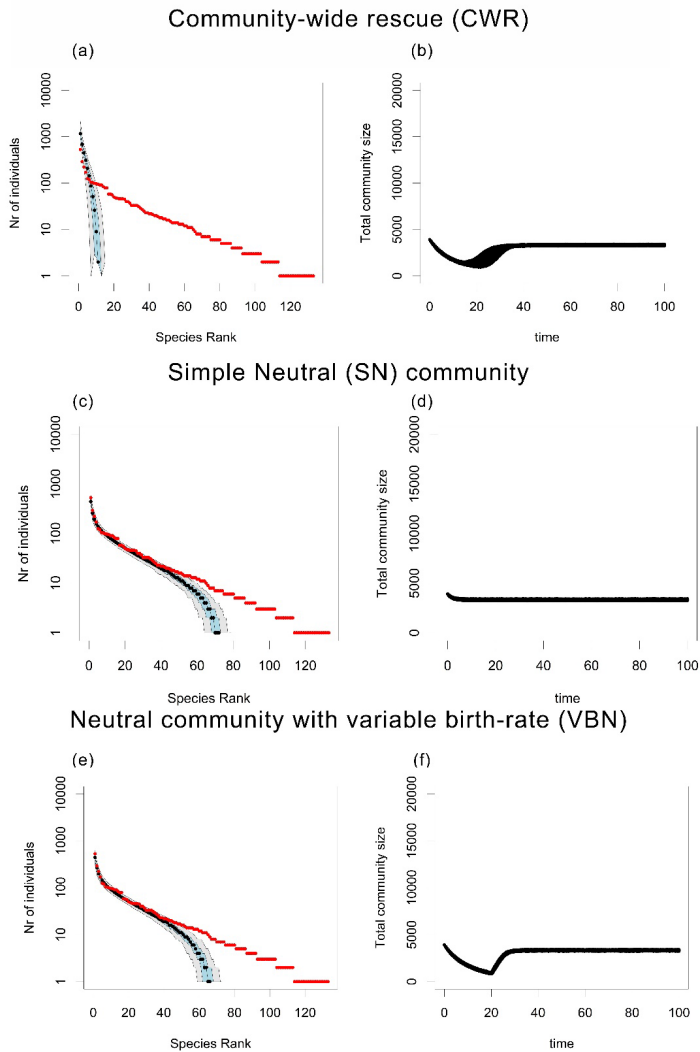 Community-wide rescue (CWR)
(a)
(b)
Nr of individuals
1 10 100 1000 10000
0 20 40 60 80 100 120
Species Rank
Total community size
0 5000 10000 15000 20000
0 20 40 60 80 100
time
Simple Neutral (SN) community
(c)
(d)
Nr of individuals
1 10 100 1000 10000
0 20 40 60 80 100 120
Species Rank
Total community size
0 5000 10000 15000 20000
0 20 40 60 80 100
time
Neutral community with variable birth-rate (VBN)
(e)
(f)
Nr of individuals
1 10 100 1000 10000
0 20 40 60 80 100 120
Species Rank
Total community size
0 5000 10000 15000 20000
0 20 40 60 80 100
time